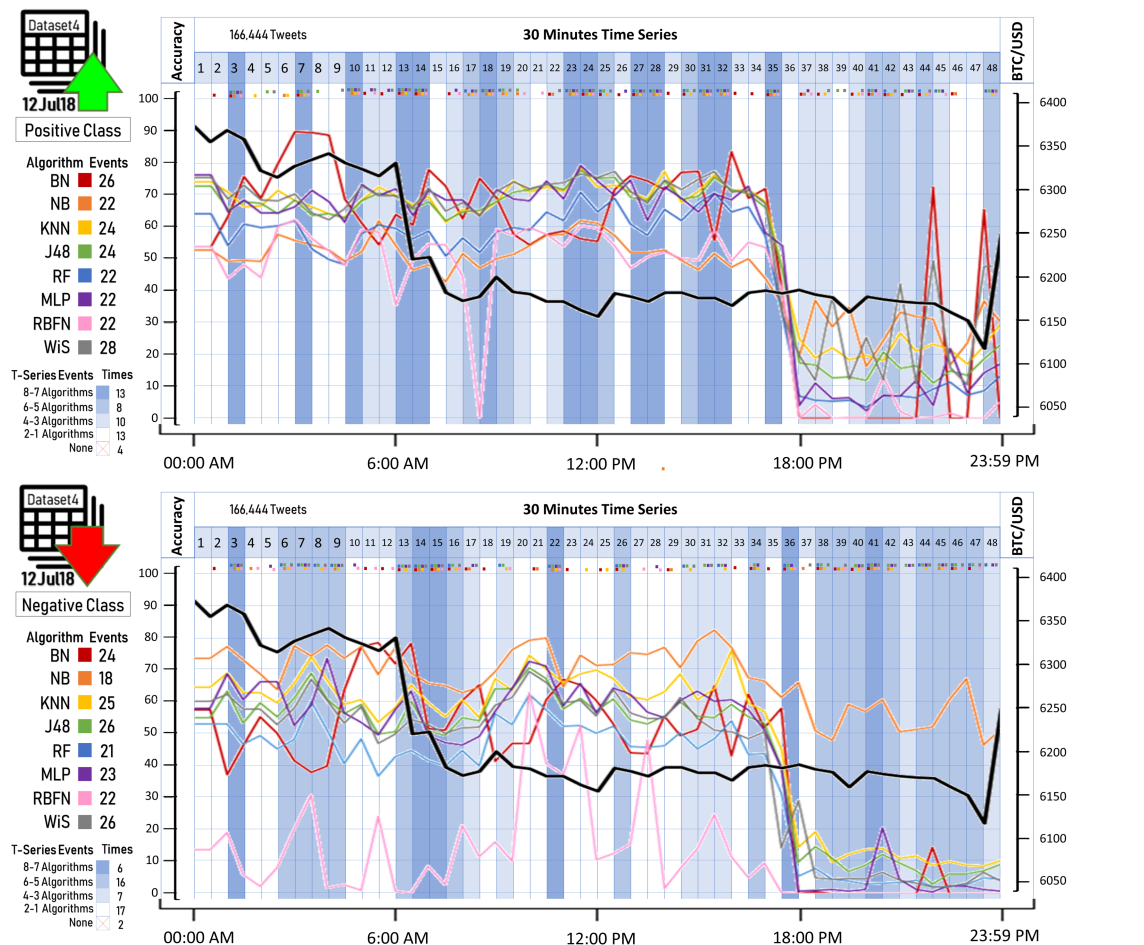 Dataset4
12Jul18
Positive Class
Algorithm Events
BN 26
NB 22
KNN 24
J48 24
RF 22
MLP 22
RBFN 22
WiS 28
T-Series Events Times
8-7 Algorithms 13
6-5 Algorithms 8
4-3 Algorithms 10
2-1 Algorithms 13
None 4
166,444 Tweets
30 Minutes Time Series
Accuracy
BTC/USD
1 2 3 4 5 6 7 8 9 10 11 12 13 14 15 16 17 18 19 20 21 22 23 24 25 26 27 28 29 30 31 32 33 34 35 36 37 38 39 40 41 42 43 44 45 46 47 48
100
90
80
70
60
50
40
30
20
10
0
6400
6350
6300
6250
6200
6150
6100
6050
00:00 AM 6:00 AM 12:00 PM 18:00 PM 23:59 PM
Dataset4
12Jul18
Negative Class
Algorithm Events
BN 24
NB 18
KNN 25
J48 26
RF 21
MLP 23
RBFN 22
WiS 26
T-Series Events Times
8-7 Algorithms 6
6-5 Algorithms 16
4-3 Algorithms 7
2-1 Algorithms 17
None 2
166,444 Tweets
30 Minutes Time Series
Accuracy
BTC/USD
1 2 3 4 5 6 7 8 9 10 11 12 13 14 15 16 17 18 19 20 21 22 23 24 25 26 27 28 29 30 31 32 33 34 35 36 37 38 39 40 41 42 43 44 45 46 47 48
100
90
80
70
60
50
40
30
20
10
0
6400
6350
6300
6250
6200
6150
6100
6050
00:00 AM 6:00 AM 12:00 PM 18:00 PM 23:59 PM